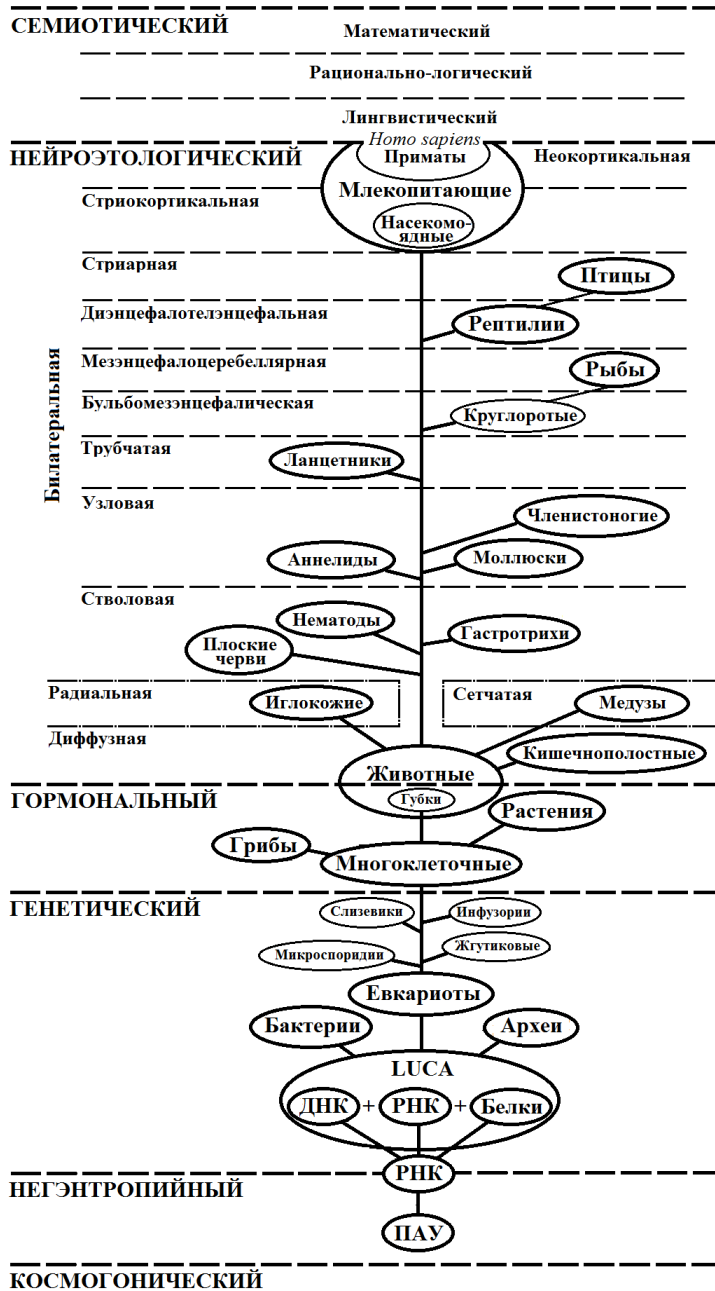 СЕМИОТИЧЕСКИЙ
Математический
Рационально-логический
Лингвистический
Homo sapiens
НЕЙРОЭТОЛОГИЧЕСКИЙ
Приматы
Неокортикальная
Млекопитающие
Стриокортикальная
Насекомо-
ядные
Стриарная
Птицы
Диэнцефалотелэнцефальная
Рептилии
Билатеральная
Мезэнцефалоцеребеллярная
Рыбы
Бульбомезэнцефалическая
Круглоротые
Трубчатая
Ланцетники
Узловая
Членистоногие
Аннелиды
Моллюски
Стволовая
Нематоды
Гастротрихи
Плоские
черви
Радиальная
Сетчатая
Иглокожие
Медузы
Диффузная
Кишечнополостные
Животные
ГОРМОНАЛЬНЫЙ
Губки
Растения
Грибы
Многоклеточные
ГЕНЕТИЧЕСКИЙ
Слизевики
Инфузории
Микроспоридии
Жгутиковые
Евкариоты
Бактерии
Археи
LUCA
ДНК + РНК + Белки
РНК
НЕГЭНТРОПИЙНЫЙ
ПАУ
КОСМОГОНИЧЕСКИЙ